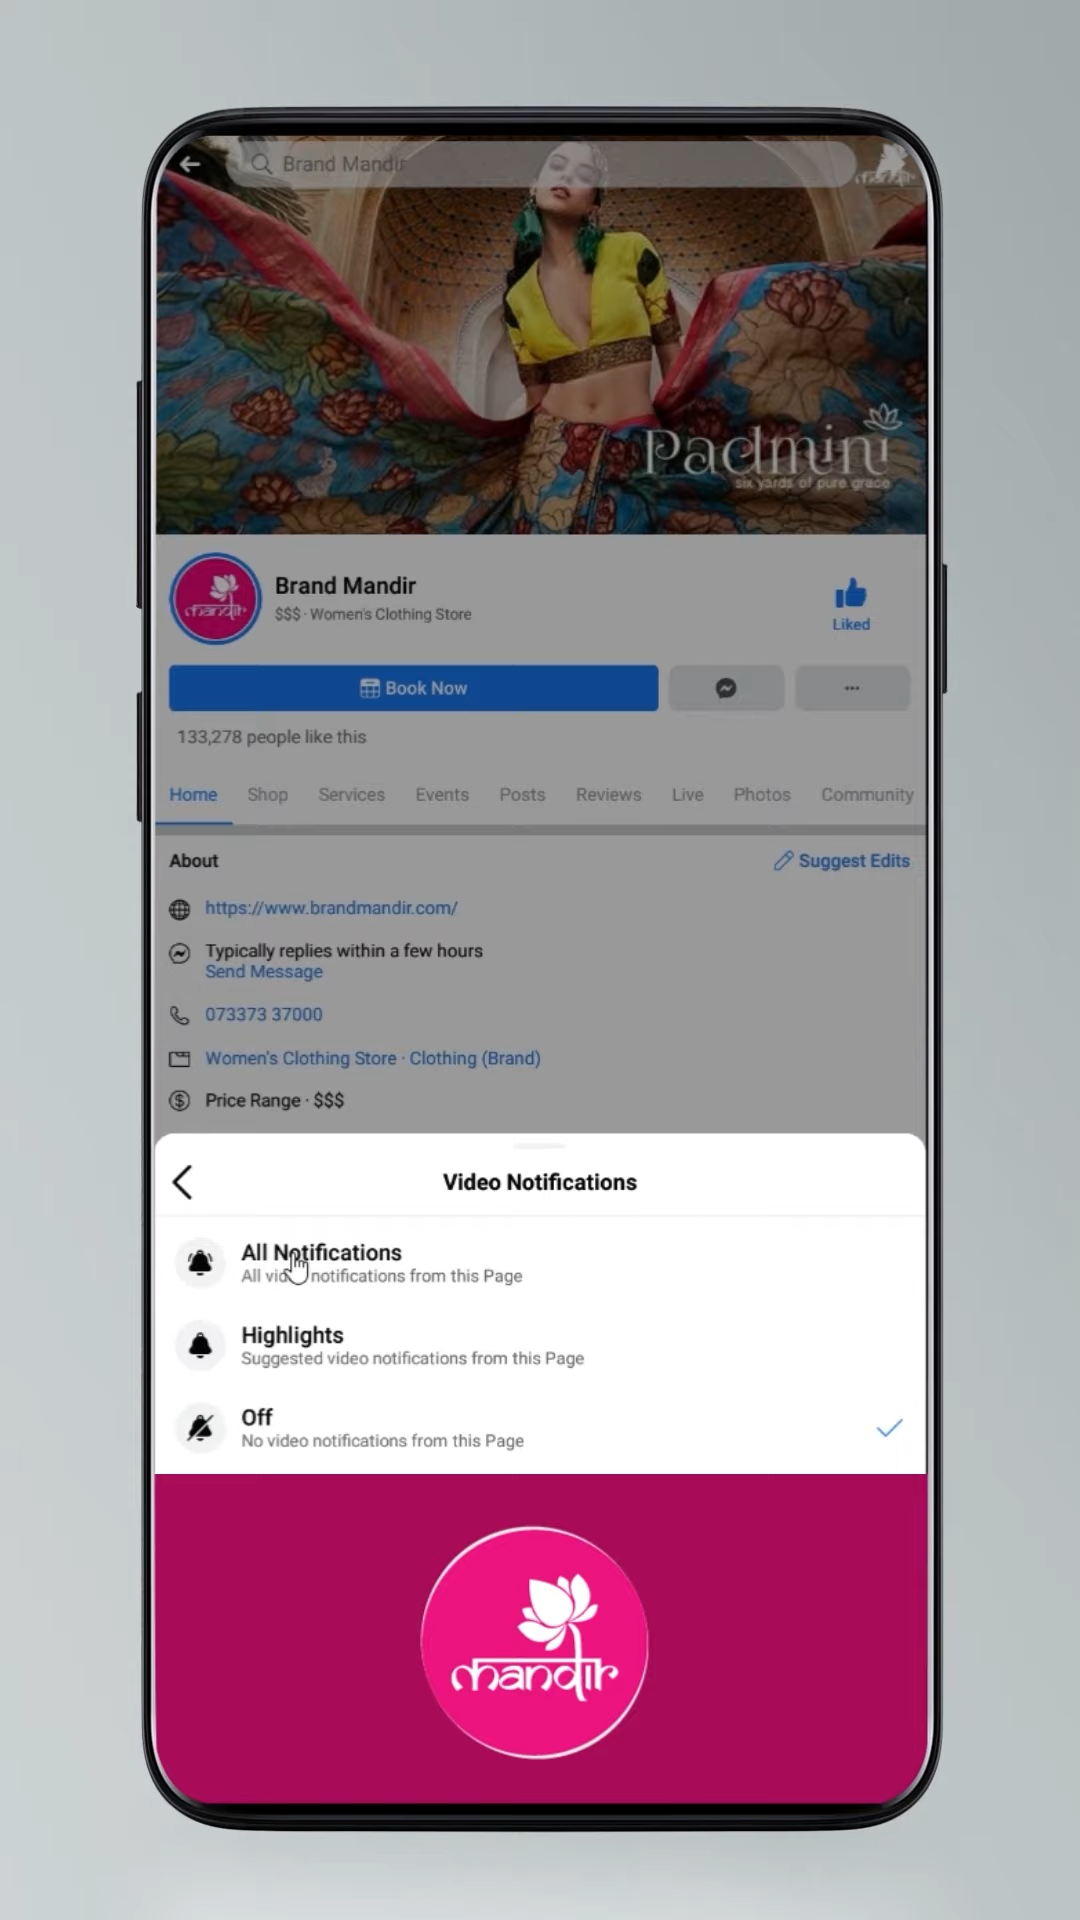 Brand Mandir
mandir
Padmini
six yards of pure grace
mandir
Brand Mandir
$$$ · Women's Clothing Store
Liked
Book Now
133,278 people like this
Home Shop Services Events Posts Reviews Live Photos Community
About
Suggest Edits
https://www.brandmandir.com/
Typically replies within a few hours
Send Message
073373 37000
Women's Clothing Store · Clothing (Brand)
Price Range · $$$
Video Notifications
All Notifications
All video notifications from this Page
Highlights
Suggested video notifications from this Page
Off
No video notifications from this Page
mandir